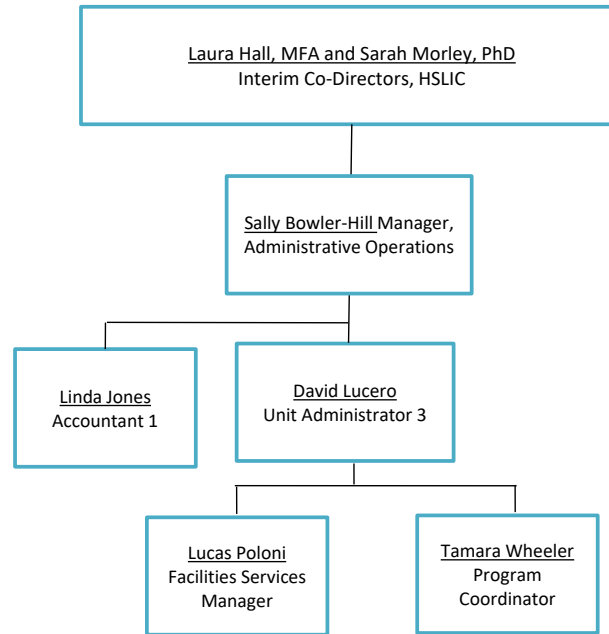 Laura Hall, MFA and Sarah Morley, PhD
Interim Co-Directors, HSLIC
Sally Bowler-Hill Manager,
Administrative Operations
Linda Jones
Accountant 1
David Lucero
Unit Administrator 3
Lucas Poloni
Facilities Services
Manager
Tamara Wheeler
Program
Coordinator